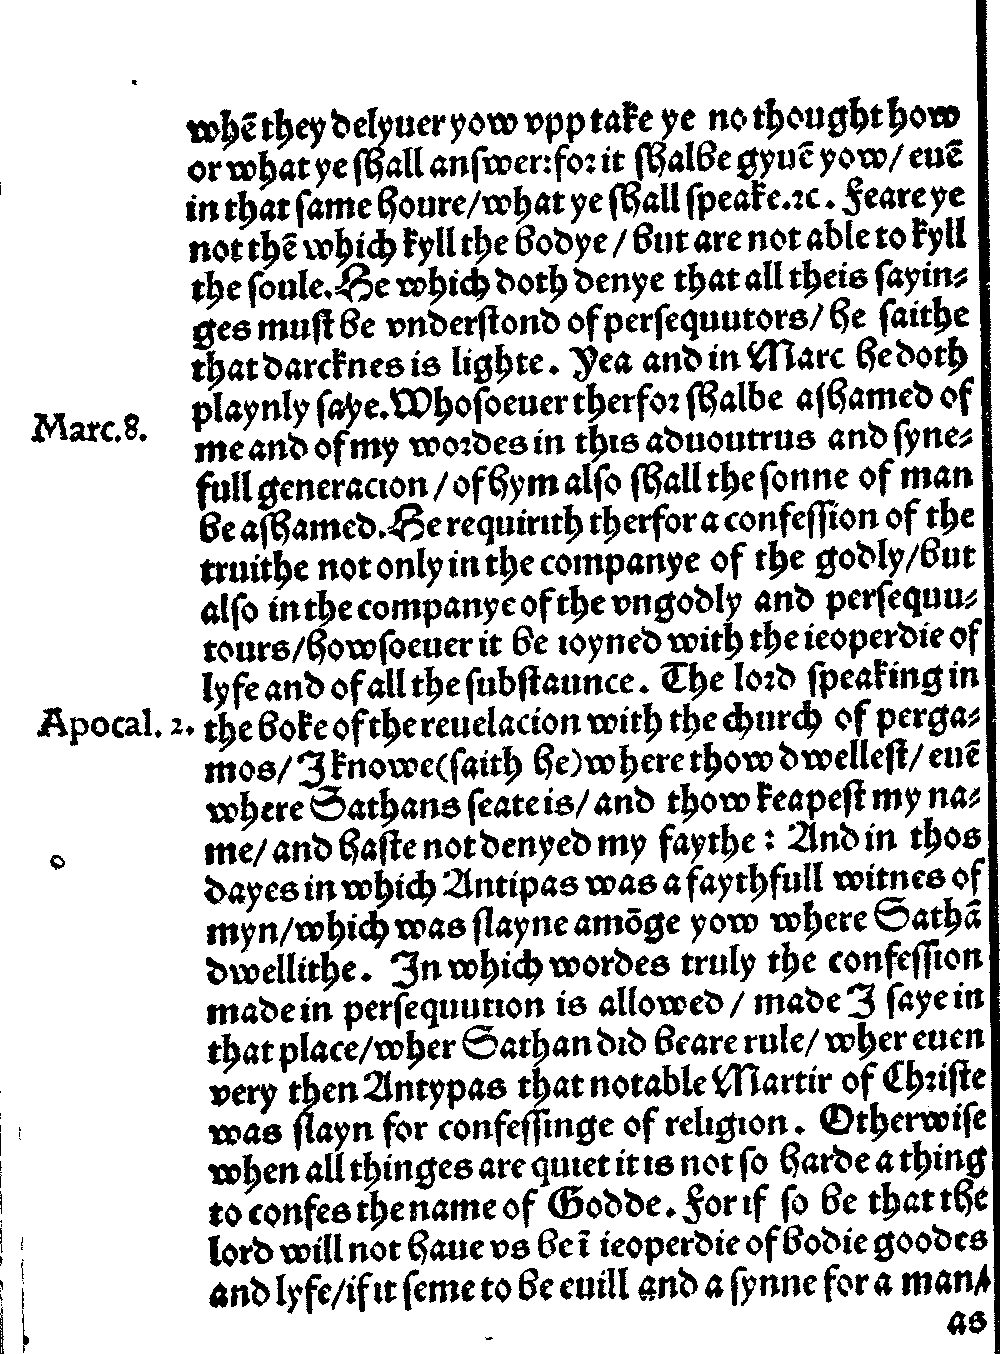 whē they delyuer yow vpp take ye no thought how
or what ye shall answer: for it shalbe gyuē yow/ euē
in that same houre/ what ye shall speake. ⁊c. Feare ye
not thē which kyll the bodye/ but are not able to kyll
the soule. He which doth denye that all theis sayin⸗
ges must be vnderstond of persequutors/ he saithe
that darcknes is lighte. Yea and in Marc he doth
playnly saye. Whosoeuer therfor shalbe ashamed of
Marc. 8.
me and of my wordes in this aduoutrus and syne⸗
full generacion/ of hym also shall the sonne of man
be ashamed. He requirith therfor a confession of the
truithe not only in the companye of the godly/ but
also in the companye of the vngodly and persequu⸗
tours/ howsoeuer it be ioyned with the ieoperdie of
lyfe and of all the substaunce. The lord speaking in
Apocal. 2.
the boke of the reuelacion with the church of perga⸗
mos/ I knowe (saith he) where thow dwellest/ euē
where Sathans seate is/ and thow keapest my na⸗
me/ and haste not denyed my faythe: And in thos
dayes in which Antipas was a faythfull witnes of
myn/ which was slayne amōge yow where Sathā
dwellithe. In which wordes truly the confession
made in persequution is allowed/ made I saye in
that place/ wher Sathan did beare rule/ wher euen
very then Antypas that notable Martir of Christe
was slayn for confessinge of religion. Otherwise
when all thinges are quiet it is not so harde a thing
to confes the name of Godde. For if so be that the
lord will not haue vs be ī ieoperdie of bodie goodes
and lyfe/ if it seme to be euill and a synne for a man/
as